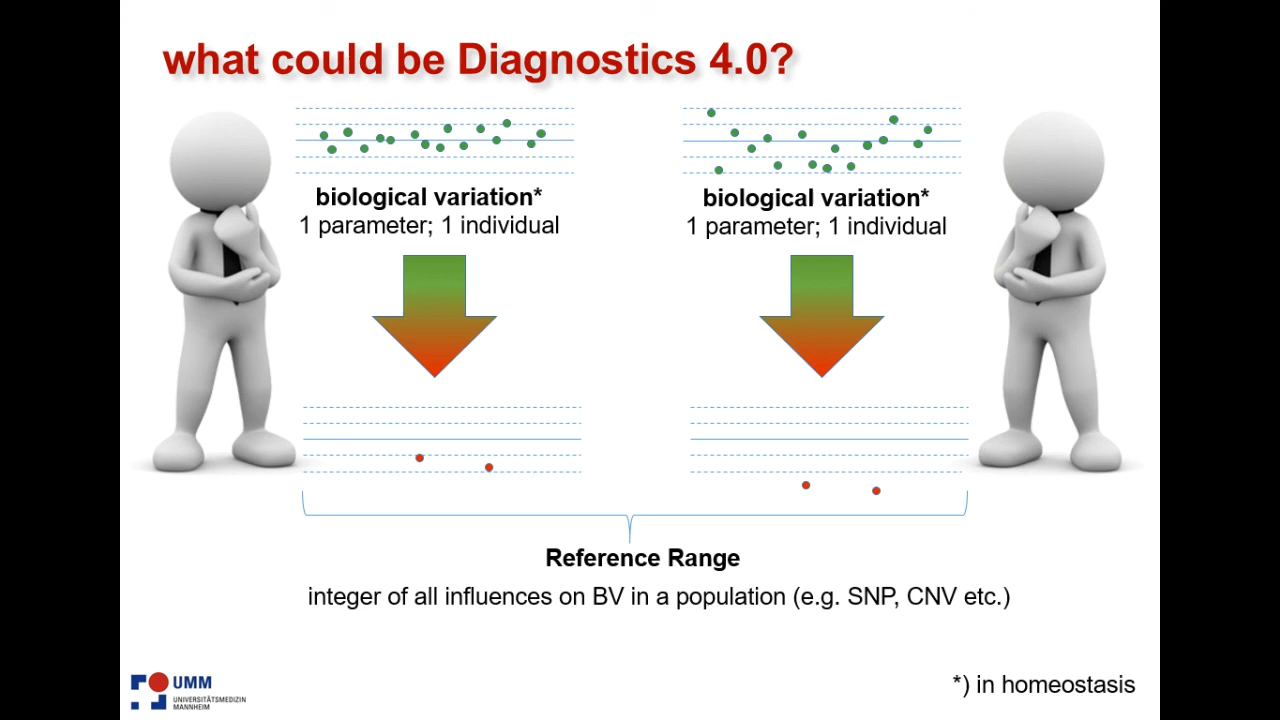 what could be Diagnostics 4.0?
biological variation*
1 parameter; 1 individual
biological variation*
1 parameter; 1 individual
Reference Range
integer of all influences on BV in a population (e.g. SNP, CNV etc.)
UMM
UNIVERSITÄTSMEDIZIN
MANNHEIM
*) in homeostasis